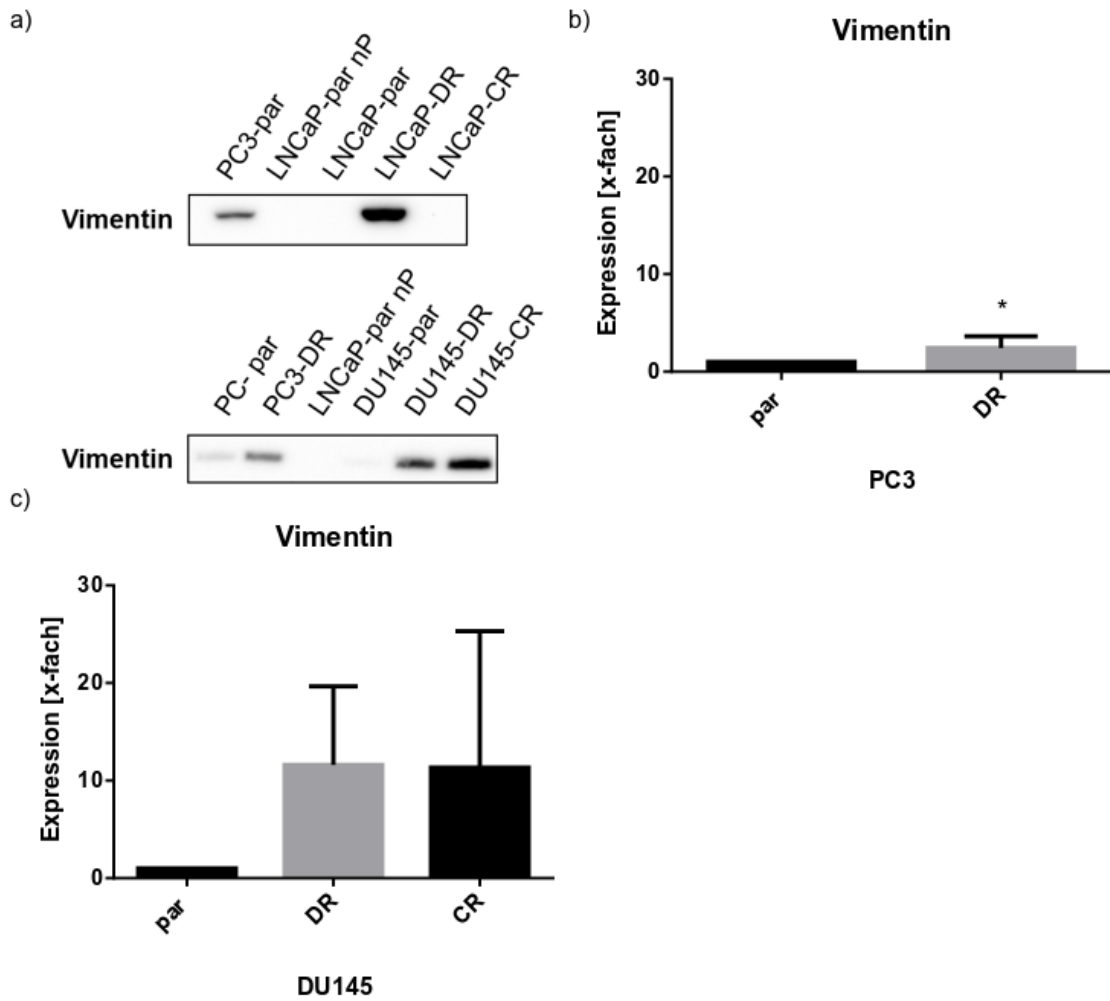 a)
PC3-par
LNCaP-par nP
LNCaP-par
LNCaP-DR
LNCaP-CR
Vimentin
PC- par
PC3-DR
LNCaP-par nP
DU145-par
DU145-DR
DU145-CR
Vimentin
b)
Vimentin
Expression [x-fach]
30
20
10
0
*
par
DR
PC3
c)
Vimentin
Expression [x-fach]
30
20
10
0
par
DR
CR
DU145